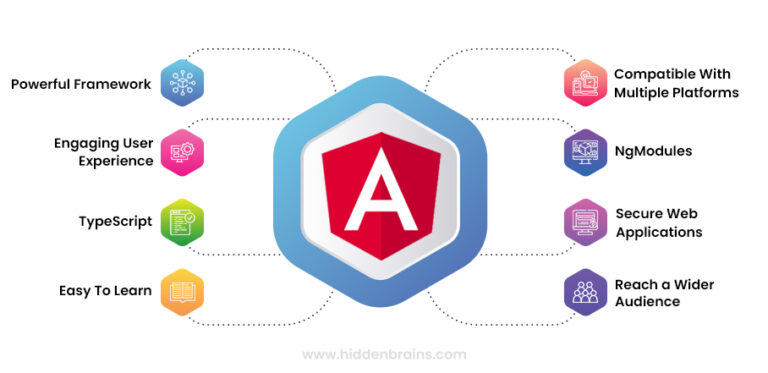 Powerful Framework
Engaging User
Experience
TypeScript
Easy To Learn
A
Compatible With
Multiple Platforms
NgModules
Secure Web
Applications
Reach a Wider
Audience
www.hiddenbrains.com